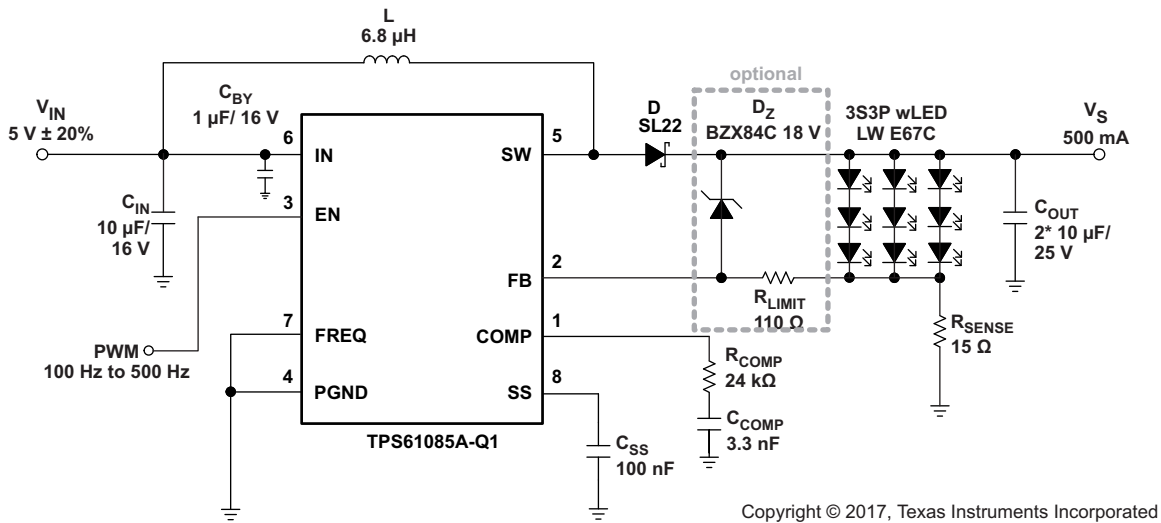 L
6.8 µH
optional
V_IN
5 V ± 20%
C_BY
1 µF/ 16 V
D
SL22
D_Z
BZX84C 18 V
3S3P wLED
LW E67C
V_S
500 mA
6
IN
5
SW
C_IN
10 µF/
16 V
3
EN
C_OUT
2* 10 µF/
25 V
2
FB
R_LIMIT
110 Ω
7
FREQ
1
COMP
R_SENSE
15 Ω
PWM
100 Hz to 500 Hz
R_COMP
24 kΩ
4
PGND
8
SS
C_COMP
3.3 nF
TPS61085A-Q1
C_SS
100 nF
Copyright © 2017, Texas Instruments Incorporated